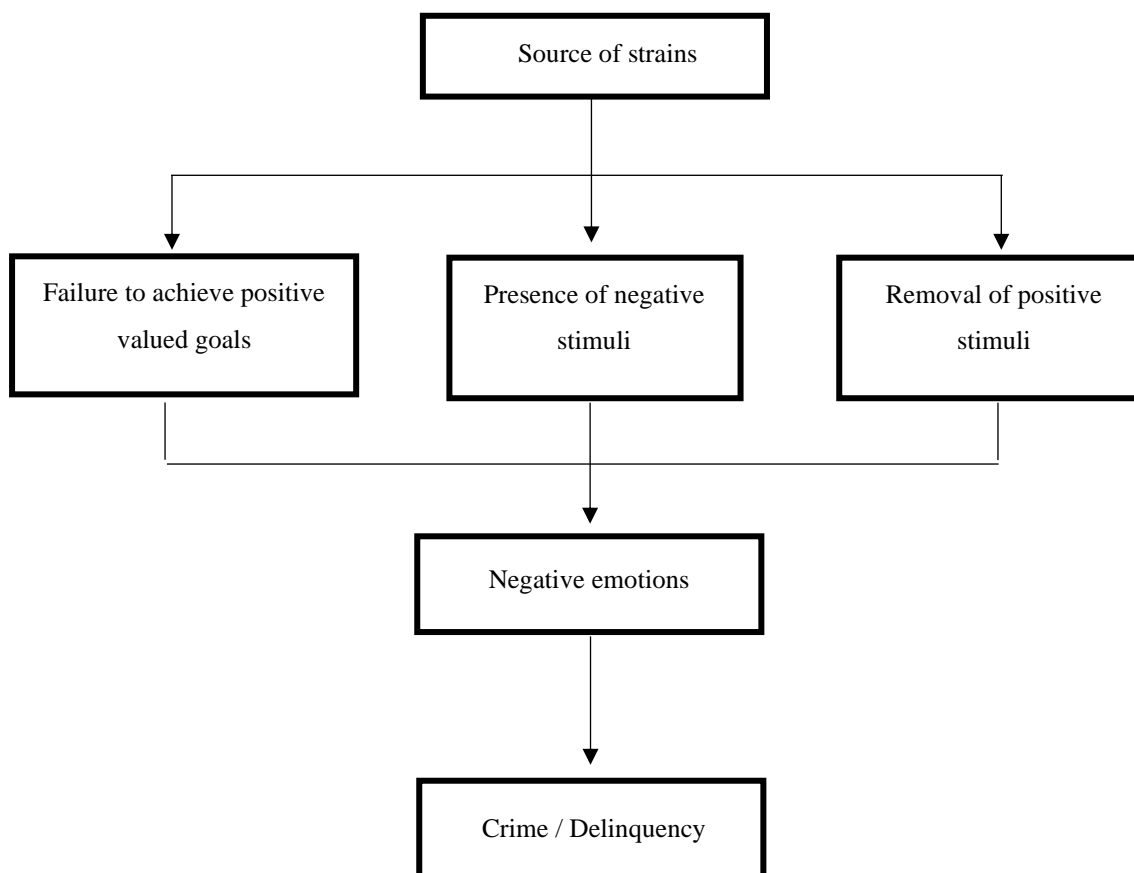 Source of strains
Failure to achieve positive
valued goals
Presence of negative
stimuli
Removal of positive
stimuli
Negative emotions
Crime / Delinquency